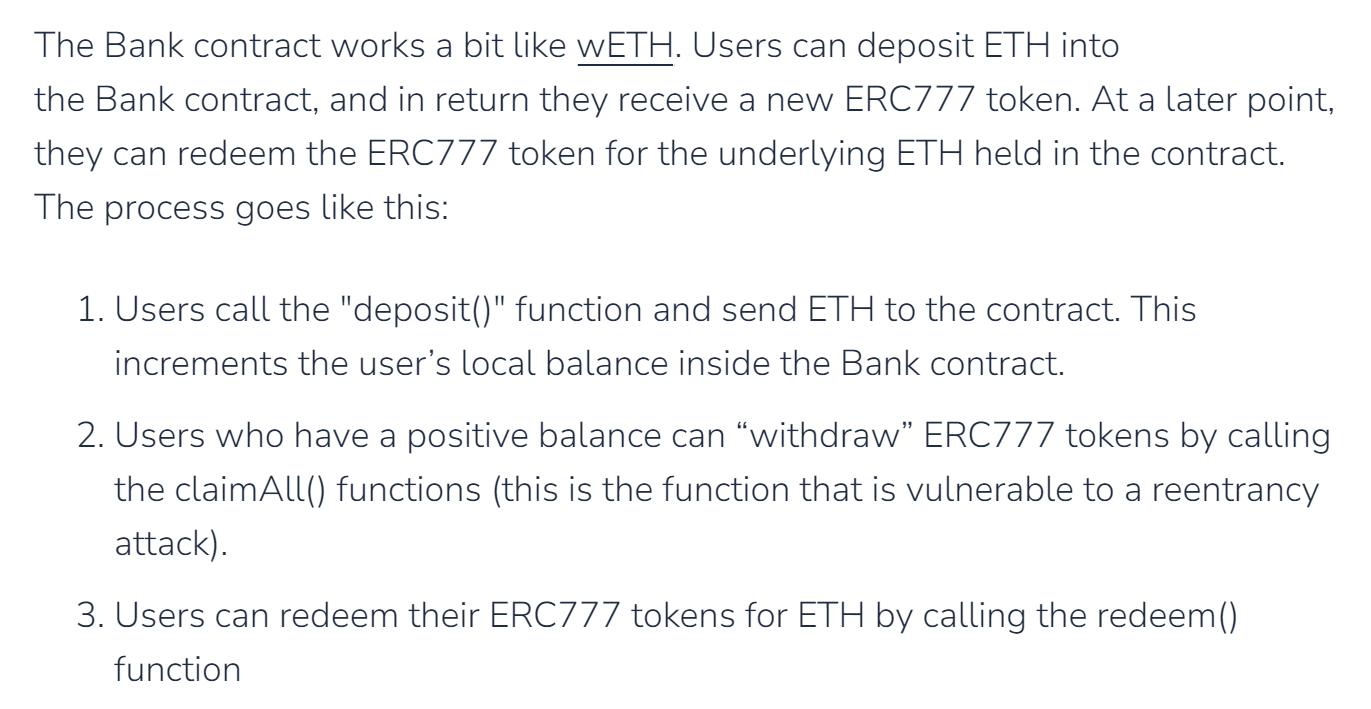 The Bank contract works a bit like wETH. Users can deposit ETH into
the Bank contract, and in return they receive a new ERC777 token. At a later point,
they can redeem the ERC777 token for the underlying ETH held in the contract.
The process goes like this:
1. Users call the "deposit()" function and send ETH to the contract. This
increments the user’s local balance inside the Bank contract.
2. Users who have a positive balance can “withdraw” ERC777 tokens by calling
the claimAll() functions (this is the function that is vulnerable to a reentrancy
attack).
3. Users can redeem their ERC777 tokens for ETH by calling the redeem()
function